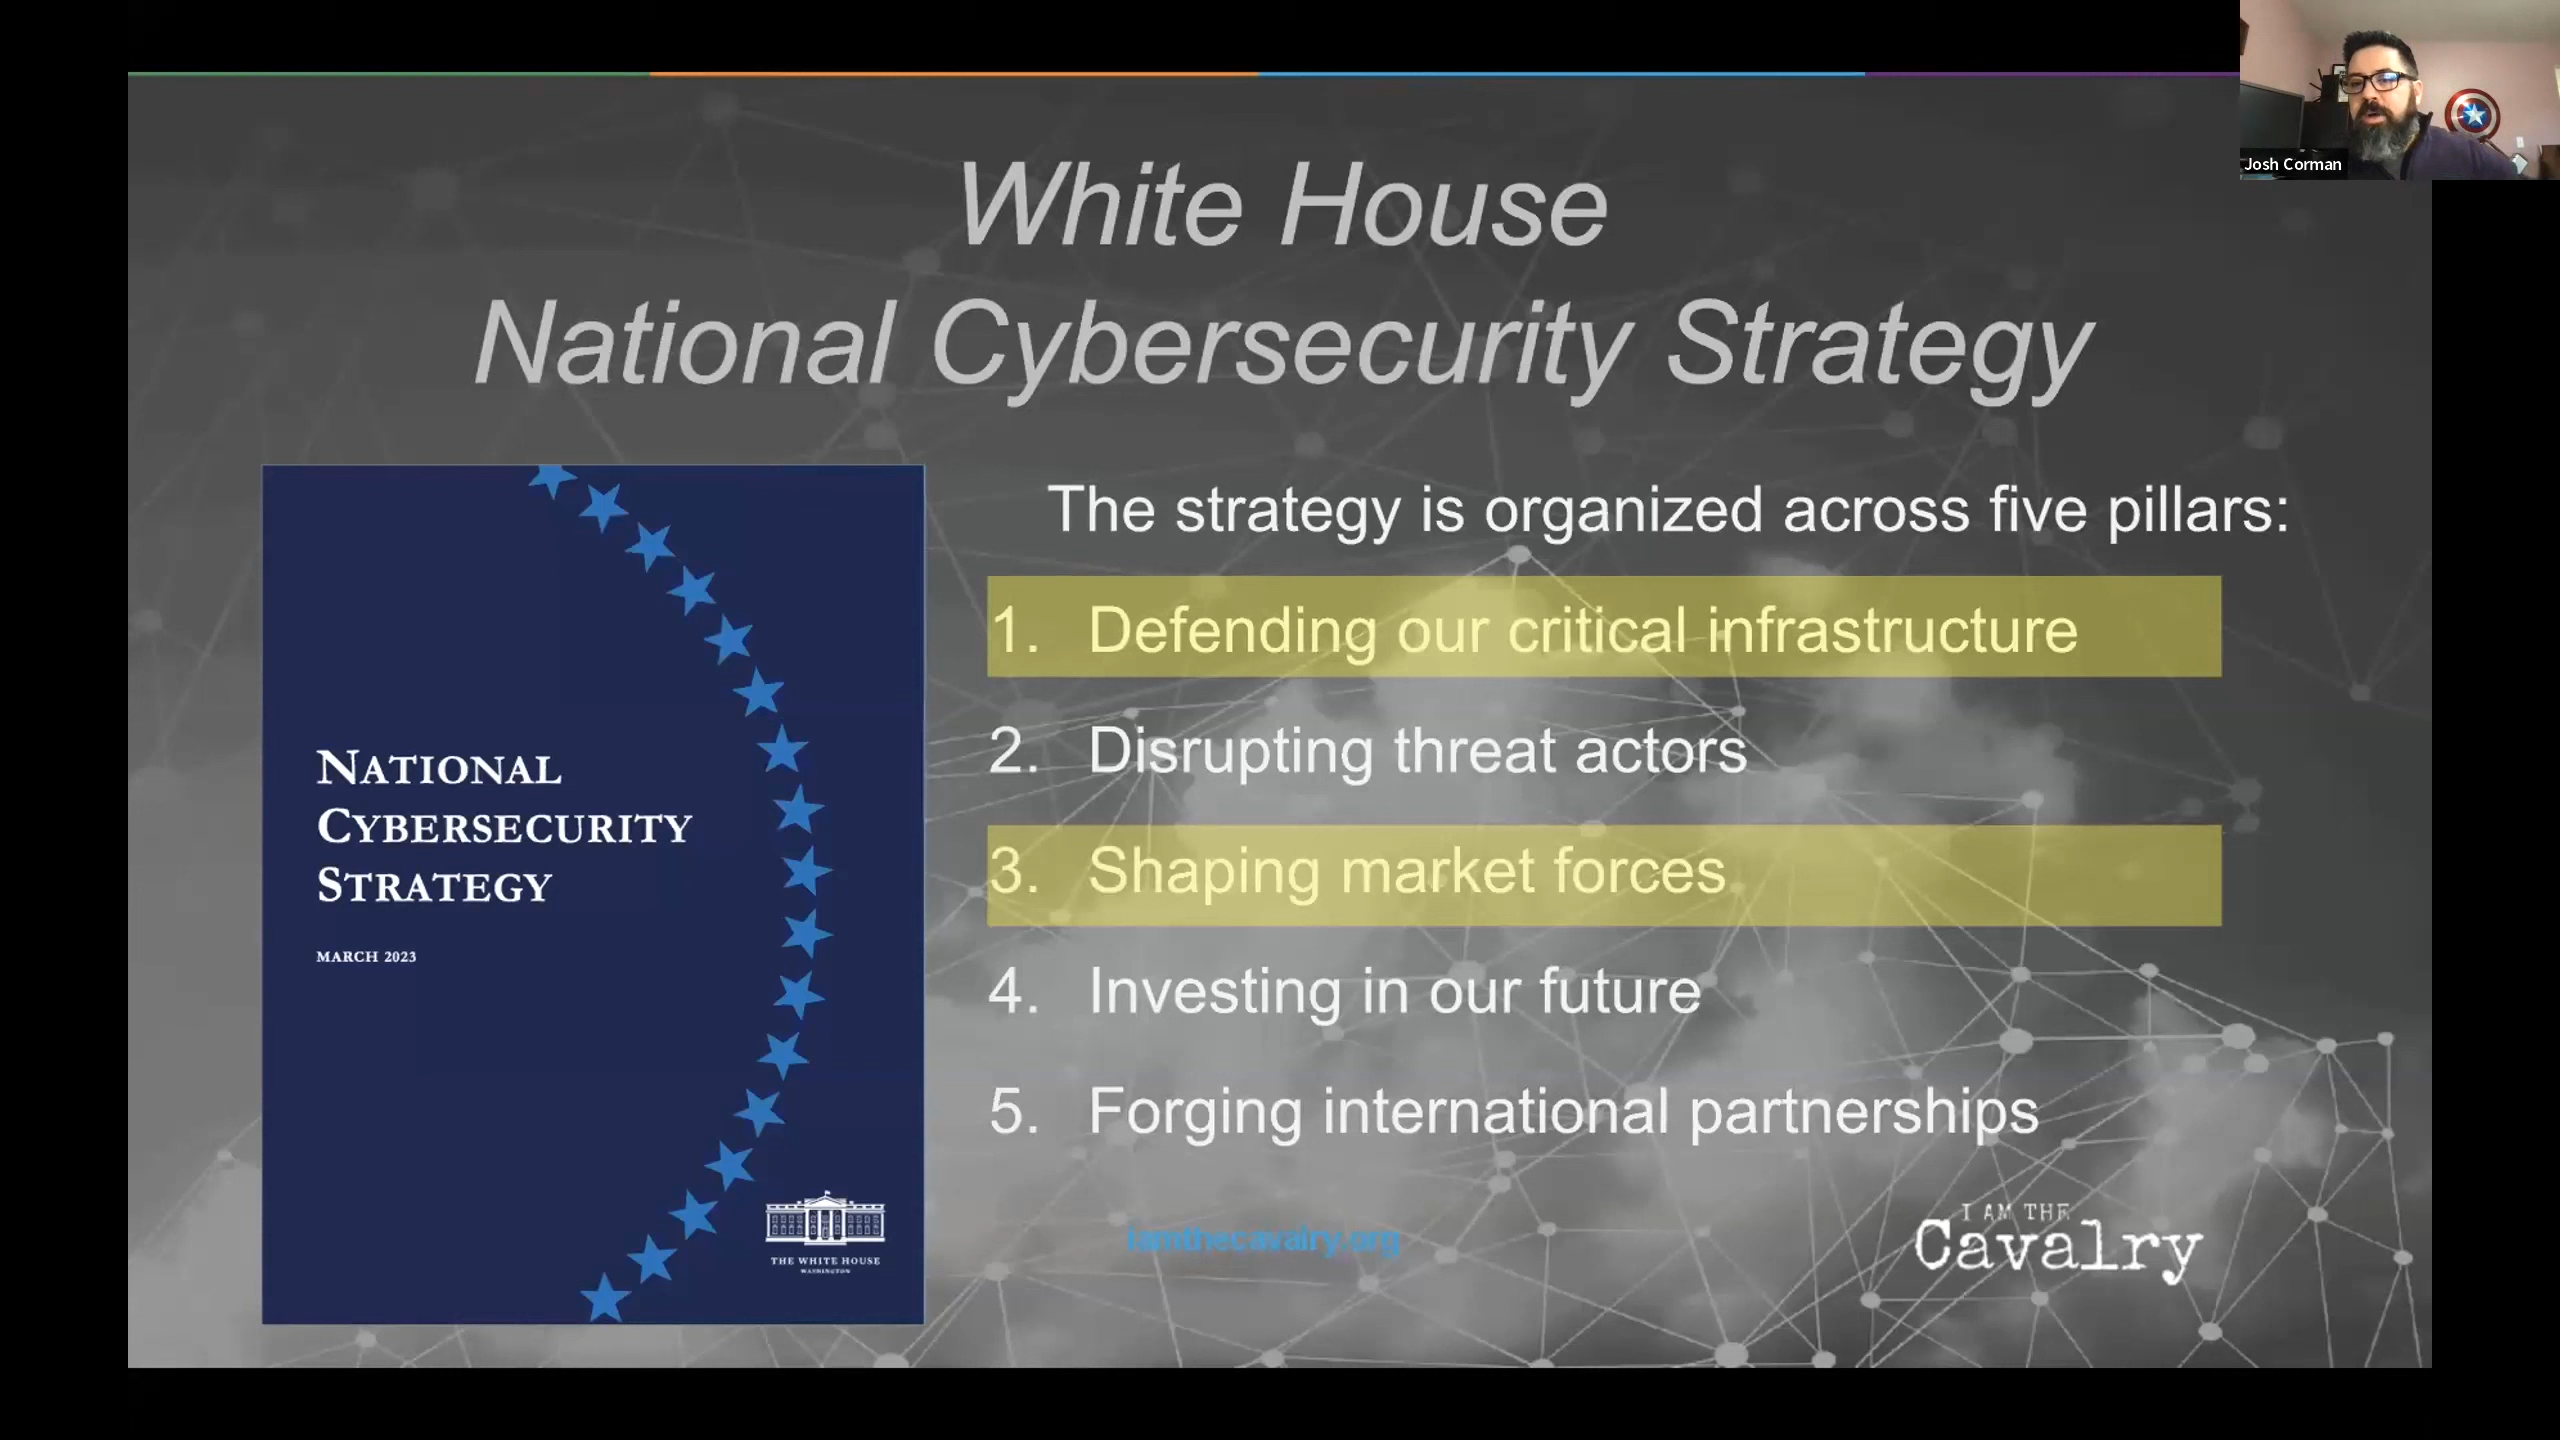 Josh Corman
White House
National Cybersecurity Strategy
NATIONAL
CYBERSECURITY
STRATEGY
MARCH 2023
THE WHITE HOUSE
WASHINGTON
The strategy is organized across five pillars:
1. Defending our critical infrastructure
2. Disrupting threat actors
3. Shaping market forces
4. Investing in our future
5. Forging international partnerships
iamthecavalry.org
I AM THE
Cavalry